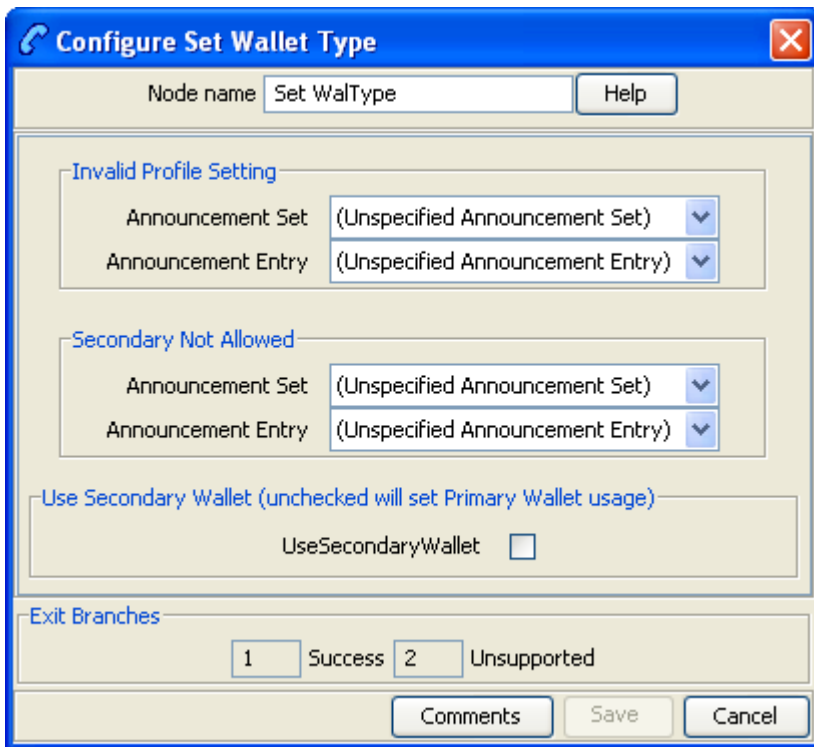 Configure Set Wallet Type
Node name Set WalType Help
Invalid Profile Setting
Announcement Set (Unspecified Announcement Set)
Announcement Entry (Unspecified Announcement Entry)
Secondary Not Allowed
Announcement Set (Unspecified Announcement Set)
Announcement Entry (Unspecified Announcement Entry)
Use Secondary Wallet (unchecked will set Primary Wallet usage)
UseSecondaryWallet
Exit Branches
1 Success 2 Unsupported
Comments Save Cancel